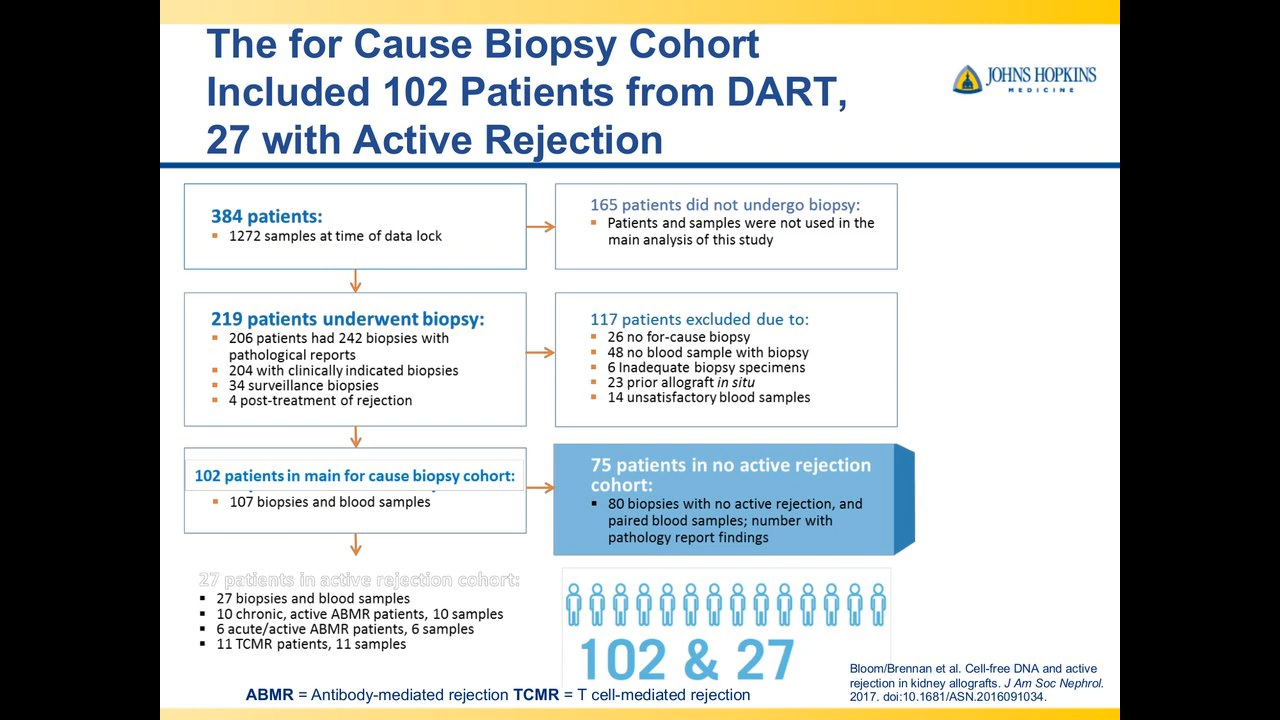 The for Cause Biopsy Cohort
Included 102 Patients from DART,
27 with Active Rejection
JOHNS HOPKINS
MEDICINE
384 patients:
1272 samples at time of data lock
165 patients did not undergo biopsy:
Patients and samples were not used in the
main analysis of this study
219 patients underwent biopsy:
206 patients had 242 biopsies with
pathological reports
204 with clinically indicated biopsies
34 surveillance biopsies
4 post-treatment of rejection
117 patients excluded due to:
26 no for-cause biopsy
48 no blood sample with biopsy
6 Inadequate biopsy specimens
23 prior allograft in situ
14 unsatisfactory blood samples
102 patients in main for cause biopsy cohort:
107 biopsies and blood samples
75 patients in no active rejection
cohort:
80 biopsies with no active rejection, and
paired blood samples; number with
pathology report findings
27 patients in active rejection cohort:
27 biopsies and blood samples
10 chronic, active ABMR patients, 10 samples
6 acute/active ABMR patients, 6 samples
11 TCMR patients, 11 samples
102 & 27
ABMR = Antibody-mediated rejection TCMR = T cell-mediated rejection
Bloom/Brennan et al. Cell-free DNA and active
rejection in kidney allografts. J Am Soc Nephrol.
2017. doi:10.1681/ASN.2016091034.